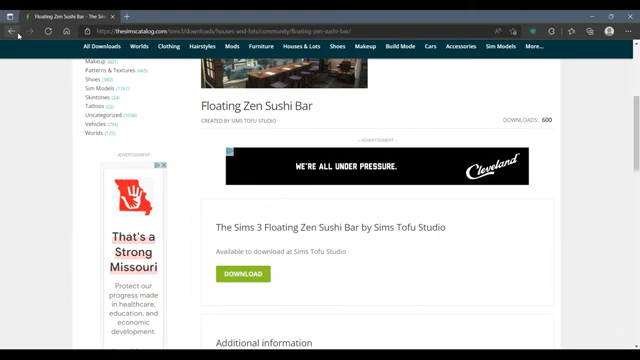 Floating Zen Sushi Bar - The Sim
https://thesimscatalog.com/sims3/downloads/houses-and-lots/community/floating-zen-sushi-bar/
All Downloads Worlds Clothing Hairstyles Mods Furniture Houses & Lots Shoes Makeup Build Mode Cars Accessories Sim Models More...
Makeup (621)
Patterns & Textures (465)
Shoes (380)
Sim Models
Skintones (24)
Tattoos (22)
Uncategorized
Vehicles
Worlds (125)
Floating Zen Sushi Bar
CREATED BY SIMS TOFU STUDIO
DOWNLOADS: 600
- ADVERTISEMENT -
WE'RE ALL UNDER PRESSURE.
Cleveland
- ADVERTISEMENT -
That's a
Strong
Missouri
Protect our
progress made
in healthcare,
education, and
economic
development.
The Sims 3 Floating Zen Sushi Bar by Sims Tofu Studio
Available to download at Sims Tofu Studio
DOWNLOAD
Additional information